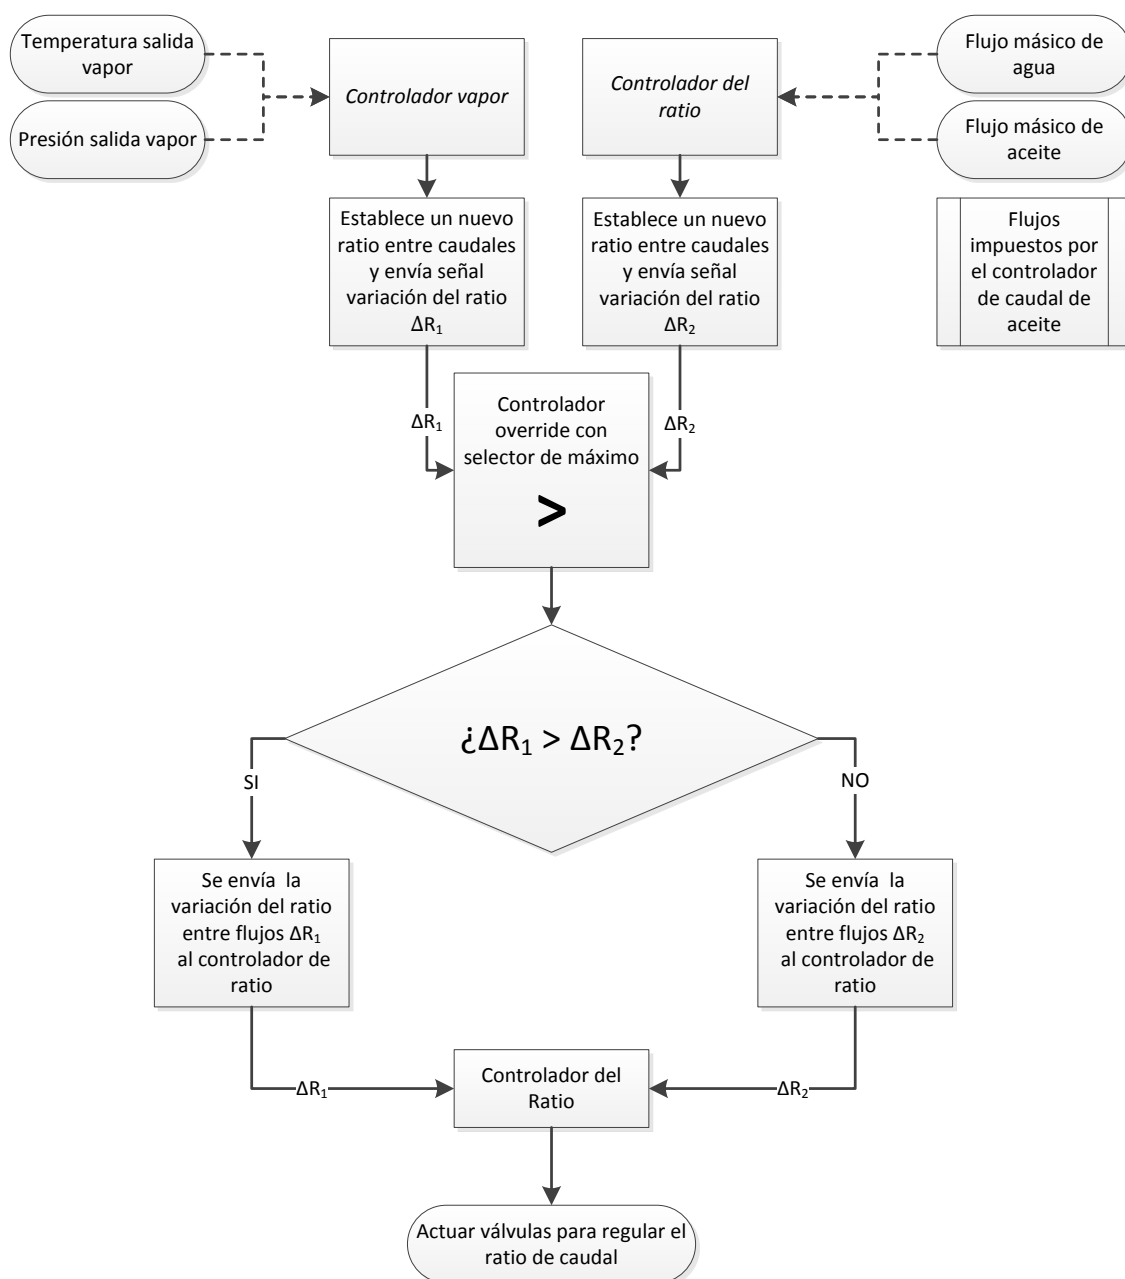 Temperatura salida
vapor
Presión salida vapor
Controlador vapor
Controlador del
ratio
Flujo másico de
agua
Flujo másico de
aceite
Establece un nuevo
ratio entre caudales
y envía señal
variación del ratio
ΔR₁
Establece un nuevo
ratio entre caudales
y envía señal
variación del ratio
ΔR₂
Flujos
impuestos por
el controlador
de caudal de
aceite
ΔR₁
Controlador
override con
selector de máximo
>
ΔR₂
¿ΔR₁ > ΔR₂?
SI
NO
Se envía la
variación del ratio
entre flujos ΔR₁
al controlador de
ratio
Se envía la
variación del ratio
entre flujos ΔR₂
al controlador de
ratio
ΔR₁
Controlador del
Ratio
ΔR₂
Actuar válvulas para regular el
ratio de caudal